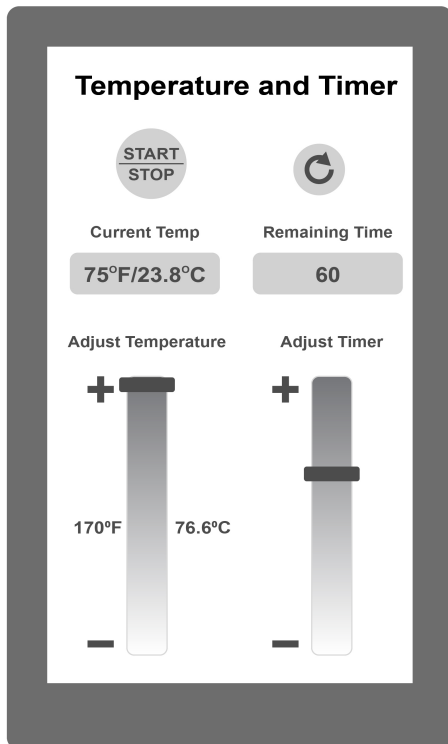 Temperature and Timer
START
STOP
Current Temp
Remaining Time
75°F/23.8°C
60
Adjust Temperature
Adjust Timer
+
+
170ºF
76.6ºC
−
−